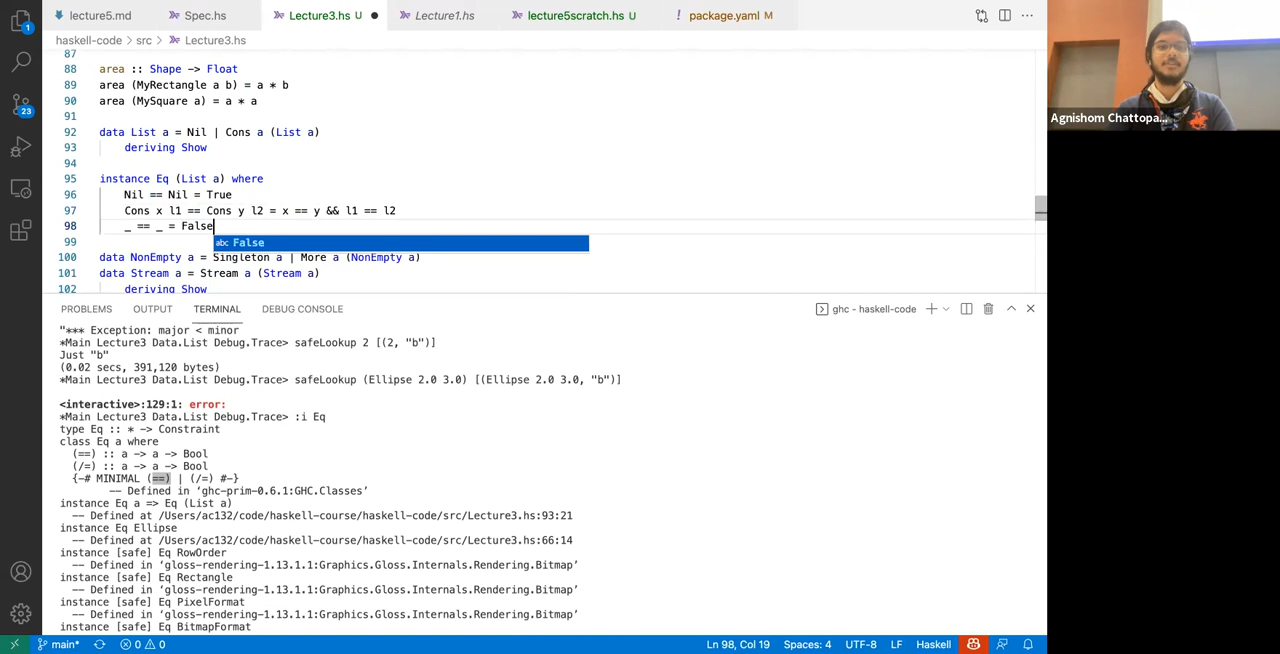 lecture5.md
Spec.hs
Lecture3.hs U
Lecture1.hs
lecture5scratch.hs U
! package.yaml M
haskell-code > src > Lecture3.hs
87
88 area :: Shape -> Float
89 area (MyRectangle a b) = a * b
90 area (MySquare a) = a * a
91
92 data List a = Nil | Cons a (List a)
93 deriving Show
94
95 instance Eq (List a) where
96 Nil == Nil = True
97 Cons x l1 == Cons y l2 = x == y && l1 == l2
98 _ == _ = False
abc False
99
100 data NonEmpty a = Singleton a | More a (NonEmpty a)
101 data Stream a = Stream a (Stream a)
102 deriving Show
PROBLEMS OUTPUT TERMINAL DEBUG CONSOLE
ghc - haskell-code
"*** Exception: major < minor
*Main Lecture3 Data.List Debug.Trace> safeLookup 2 [(2, "b")]
Just "b"
(0.02 secs, 391,120 bytes)
*Main Lecture3 Data.List Debug.Trace> safeLookup (Ellipse 2.0 3.0) [(Ellipse 2.0 3.0, "b")]
<interactive>:129:1: error:
*Main Lecture3 Data.List Debug.Trace> :i Eq
type Eq :: * -> Constraint
class Eq a where
(==) :: a -> a -> Bool
(/=) :: a -> a -> Bool
{-# MINIMAL (==) | (/=) #-}
-- Defined in ‘ghc-prim-0.6.1:GHC.Classes’
instance Eq a => Eq (List a)
-- Defined at /Users/ac132/code/haskell-course/haskell-code/src/Lecture3.hs:93:21
instance Eq Ellipse
-- Defined at /Users/ac132/code/haskell-course/haskell-code/src/Lecture3.hs:66:14
instance [safe] Eq RowOrder
-- Defined in ‘gloss-rendering-1.13.1.1:Graphics.Gloss.Internals.Rendering.Bitmap’
instance [safe] Eq Rectangle
-- Defined in ‘gloss-rendering-1.13.1.1:Graphics.Gloss.Internals.Rendering.Bitmap’
instance [safe] Eq PixelFormat
-- Defined in ‘gloss-rendering-1.13.1.1:Graphics.Gloss.Internals.Rendering.Bitmap’
instance [safe] Eq BitmapFormat
1
23
main* 0 0
Ln 98, Col 19 Spaces: 4 UTF-8 LF Haskell
Agnishom Chattopa...